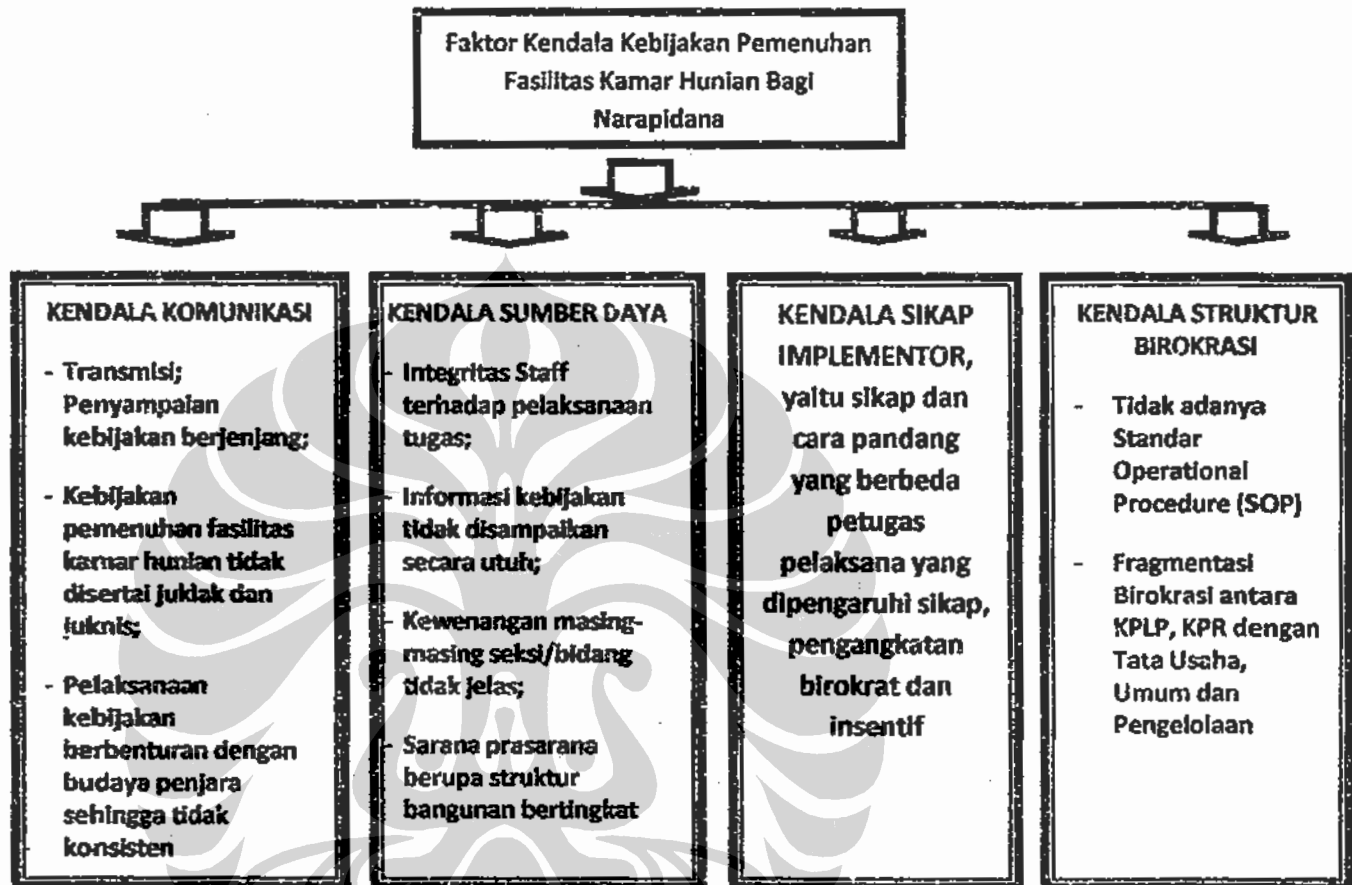 Faktor Kendala Kebijakan Pemenuhan
Fasilitas Kamar Hunian Bagi
Narapidana
KENDALA KOMUNIKASI
- Transmisi;
Penyampaian
kebijakan berjenjang;
- Kebijakan
pemenuhan fasilitas
kamar hunian tidak
disertai juklak dan
juknis;
- Pelaksanaan
kebijakan
berbenturan dengan
budaya penjara
sehingga tidak
konsisten
KENDALA SUMBER DAYA
- Integritas Staff
terhadap pelaksanaan
tugas;
- Informasi kebijakan
tidak disampaikan
secara utuh;
- Kewenangan masing-
masing seksi/bidang
tidak jelas;
- Sarana prasarana
berupa struktur
bangunan bertingkat
KENDALA SIKAP
IMPLEMENTOR,
yaitu sikap dan
cara pandang
yang berbeda
petugas
pelaksana yang
dipengaruhi sikap,
pengangkatan
birokrat dan
insentif
KENDALA STRUKTUR
BIROKRASI
- Tidak adanya
Standar
Operational
Procedure (SOP)
- Fragmentasi
Birokrasi antara
KPLP, KPR dengan
Tata Usaha,
Umum dan
Pengelolaan